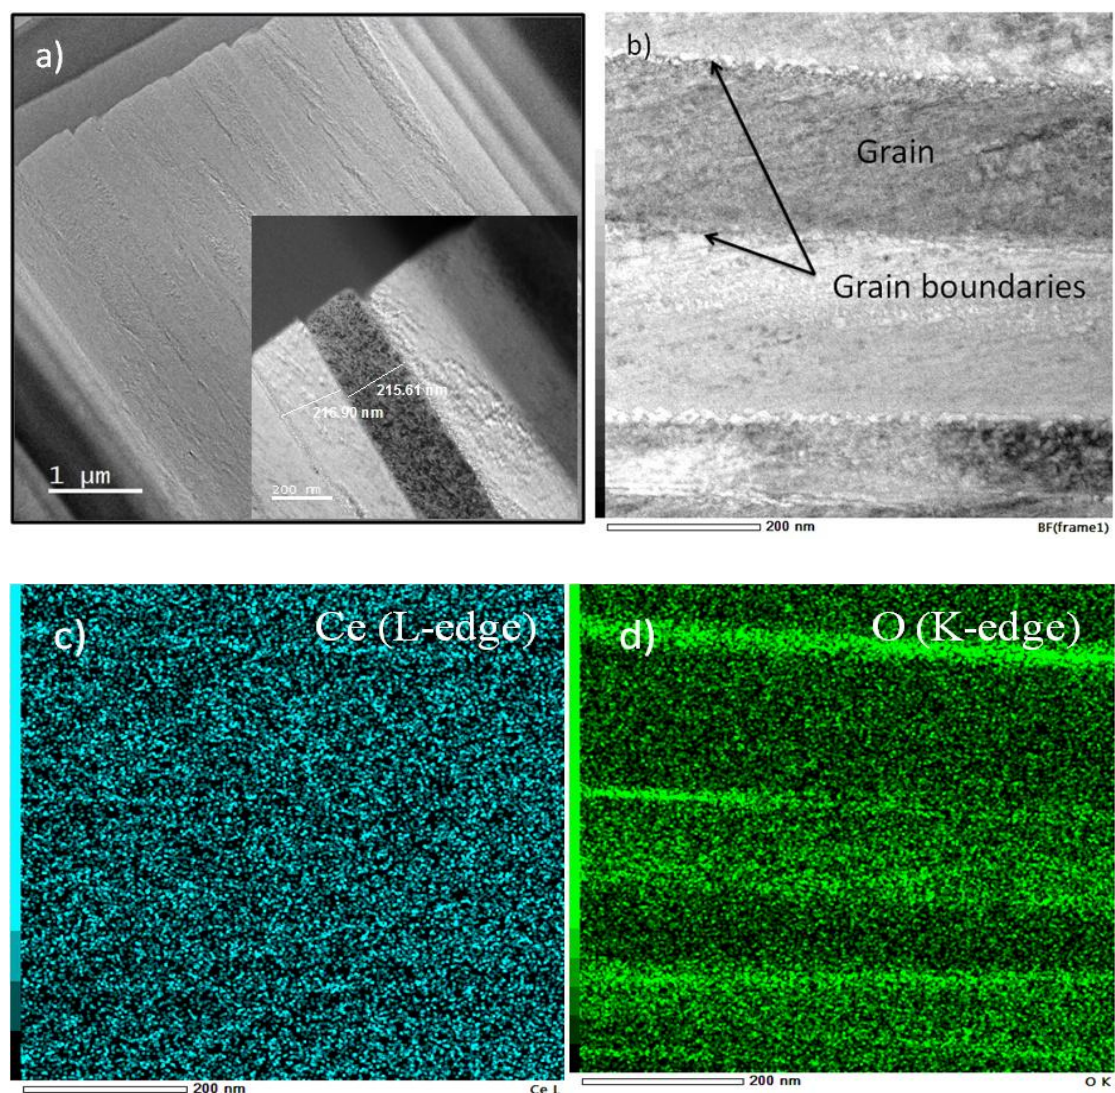 a)
215.61 nm
216.90 nm
200 nm
1 µm
b)
Grain
Grain boundaries
200 nm
BF(frame1)
c)
Ce (L-edge)
200 nm
Ce L
d)
O (K-edge)
200 nm
O K